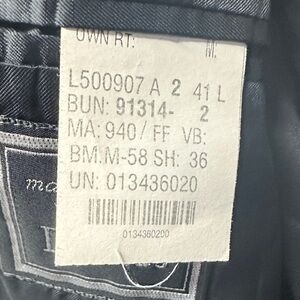 OWN RT: M:
L500907 A 2 41 L
BUN: 91314- 2
MA: 940/ FF VB:
BM:M-58 SH: 36
UN: 013436020
0134360200
ma